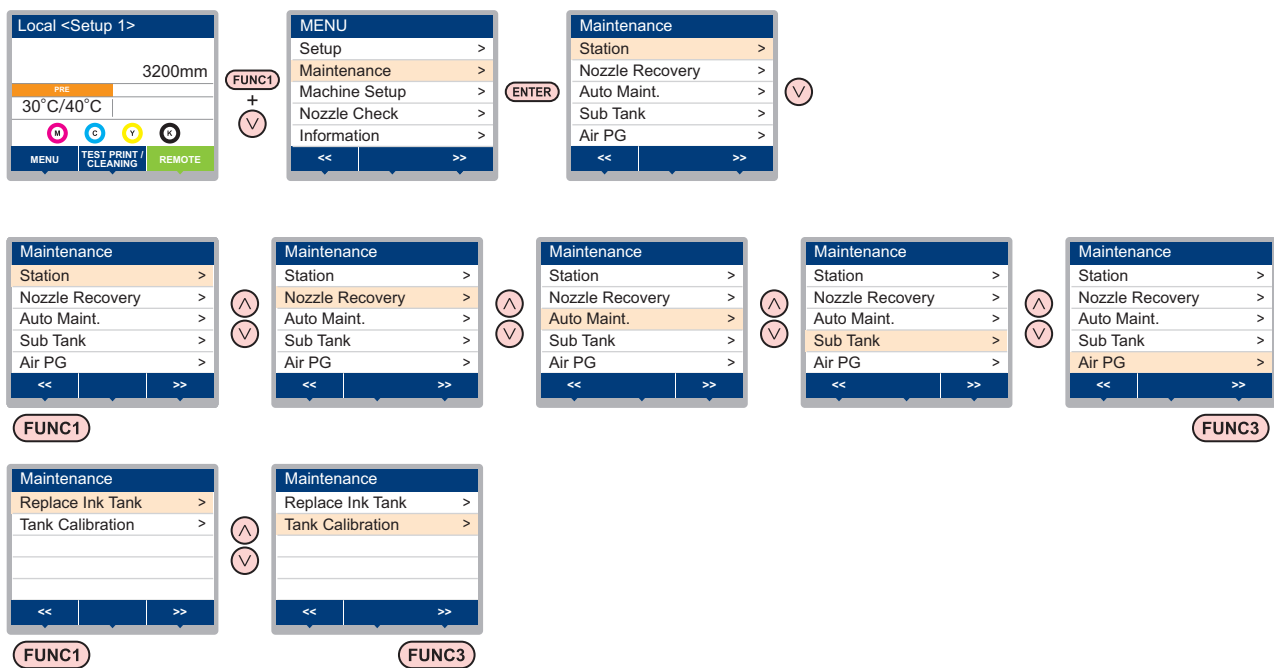 Local <Setup 1>
3200mm
PRE
30°C/40°C
M C Y K
MENU TEST PRINT / CLEANING REMOTE
FUNC1
+
MENU
Setup >
Maintenance >
Machine Setup >
Nozzle Check >
Information >
<< >>
ENTER
Maintenance
Station >
Nozzle Recovery >
Auto Maint. >
Sub Tank >
Air PG >
<< >>
Maintenance
Station >
Nozzle Recovery >
Auto Maint. >
Sub Tank >
Air PG >
<< >>
FUNC1
Maintenance
Station >
Nozzle Recovery >
Auto Maint. >
Sub Tank >
Air PG >
<< >>
Maintenance
Station >
Nozzle Recovery >
Auto Maint. >
Sub Tank >
Air PG >
<< >>
Maintenance
Station >
Nozzle Recovery >
Auto Maint. >
Sub Tank >
Air PG >
<< >>
Maintenance
Station >
Nozzle Recovery >
Auto Maint. >
Sub Tank >
Air PG >
<< >>
FUNC3
Maintenance
Replace Ink Tank >
Tank Calibration >
<< >>
FUNC1
Maintenance
Replace Ink Tank >
Tank Calibration >
<< >>
FUNC3